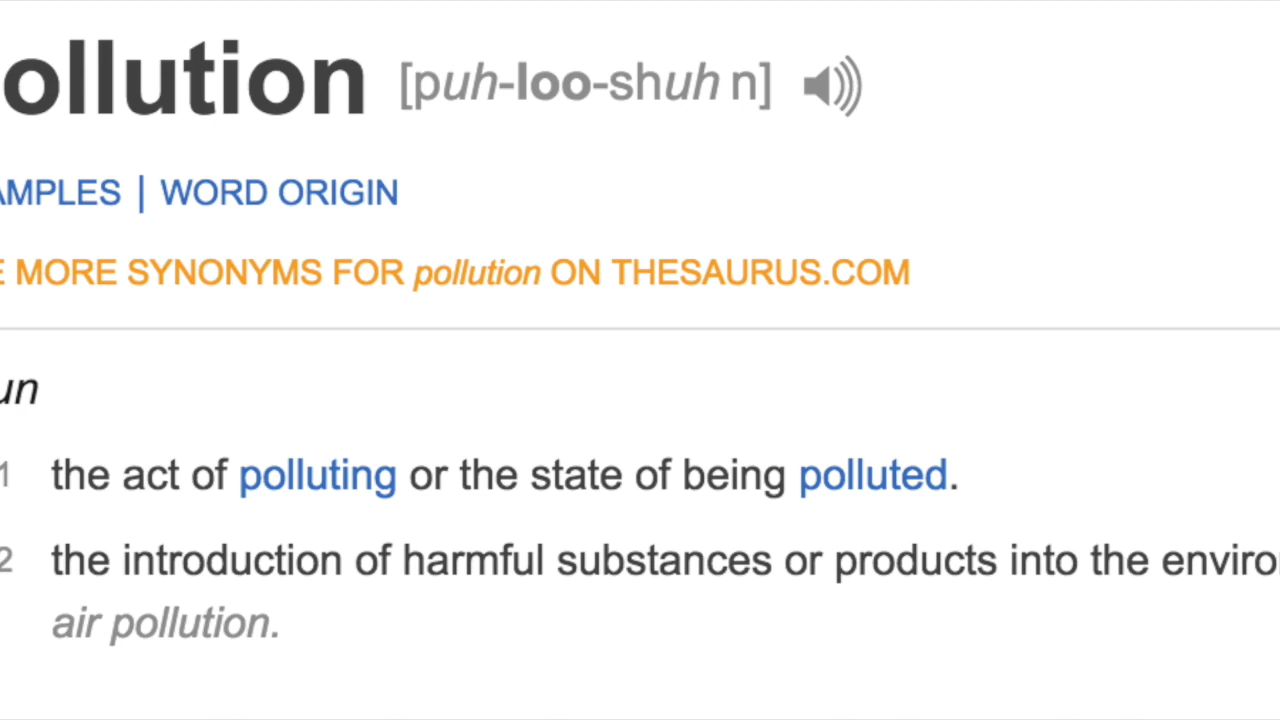 ollution [puh-loo-shuh n]
AMPLES | WORD ORIGIN
E MORE SYNONYMS FOR pollution ON THESAURUS.COM
un
1 the act of polluting or the state of being polluted.
2 the introduction of harmful substances or products into the enviro
air pollution.